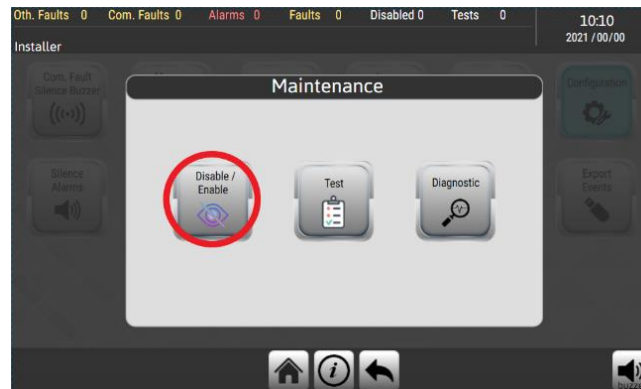 Oth. Faults 0 Com. Faults 0 Alarms 0 Faults 0 Disabled 0 Tests 0
10:10
2021 /00/00
Installer
Maintenance
Com. Fault
Silence Buzzer
Configuration
Disable /
Enable
Test
Diagnostic
Silence
Alarms
Export
Events
buzzer